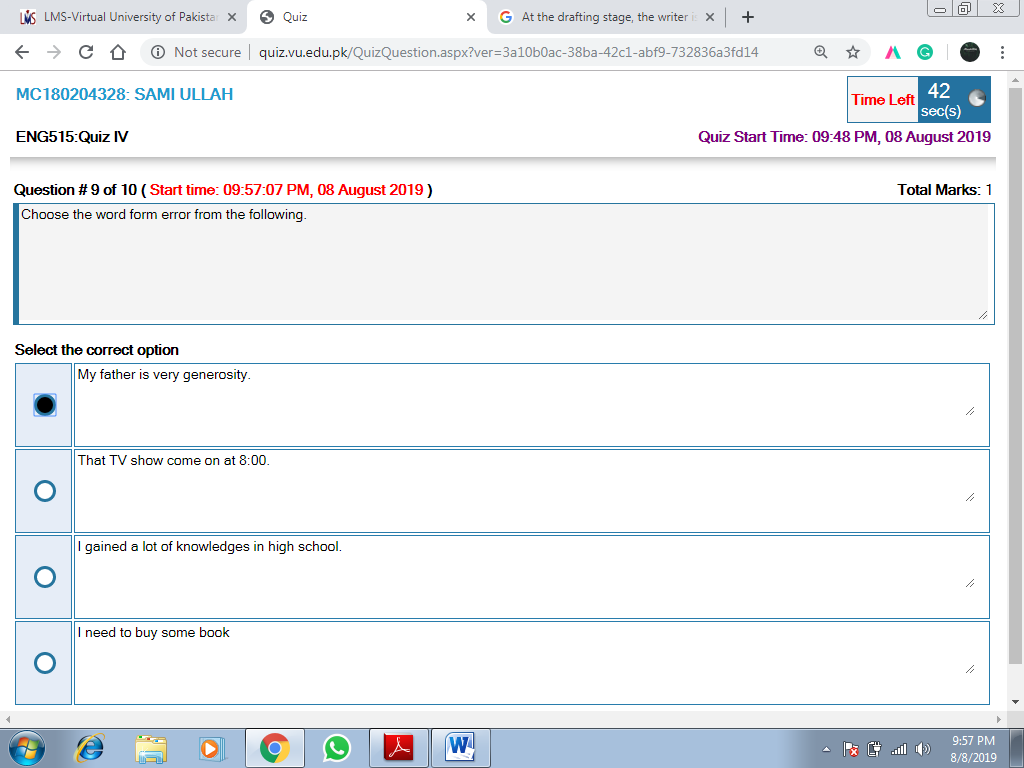 LMS-Virtual University of Pakista
Quiz
At the drafting stage, the writer i
Not secure
quiz.vu.edu.pk/QuizQuestion.aspx?ver=3a10b0ac-38ba-42c1-abf9-732836a3fd14
MC180204328: SAMI ULLAH
Time Left
42
sec(s)
ENG515:Quiz IV
Quiz Start Time: 09:48 PM, 08 August 2019
Question # 9 of 10 ( Start time: 09:57:07 PM, 08 August 2019 )
Total Marks: 1
Choose the word form error from the following.
Select the correct option
My father is very generosity.
That TV show come on at 8:00.
I gained a lot of knowledges in high school.
I need to buy some book
9:57 PM
8/8/2019